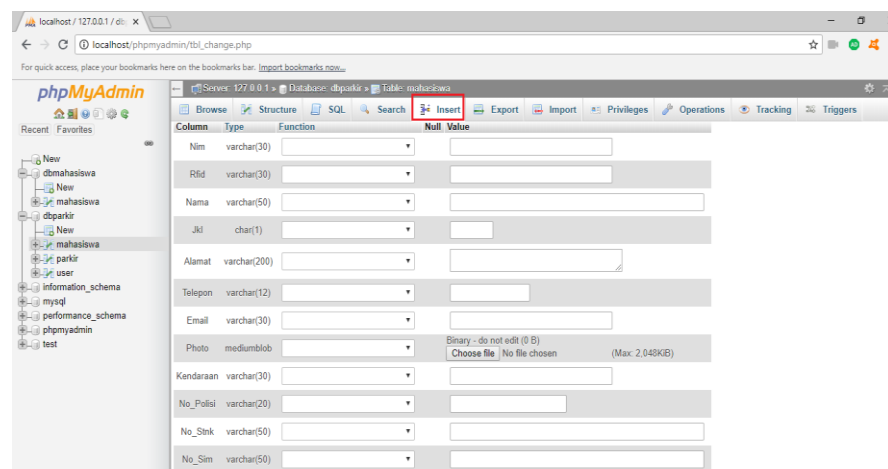 localhost / 127.0.0.1 / db
localhost/phpmyadmin/tbl_change.php
For quick access, place your bookmarks here on the bookmarks bar. Import bookmarks now...
phpMyAdmin
Recent Favorites
New
dbmahasiswa
New
mahasiswa
dbparkir
New
mahasiswa
parkir
user
information_schema
mysql
performance_schema
phpmyadmin
test
Server: 127.0.0.1 » Database: dbparkir » Table: mahasiswa
Browse Structure SQL Search Insert Export Import Privileges Operations Tracking Triggers
Column Type Function Null Value
Nim varchar(30)
Rfid varchar(30)
Nama varchar(50)
Jkl char(1)
Alamat varchar(200)
Telepon varchar(12)
Email varchar(30)
Photo mediumblob Binary - do not edit (0 B)
Choose file No file chosen (Max: 2,048KiB)
Kendaraan varchar(30)
No_Polisi varchar(20)
No_Stnk varchar(50)
No_Sim varchar(50)